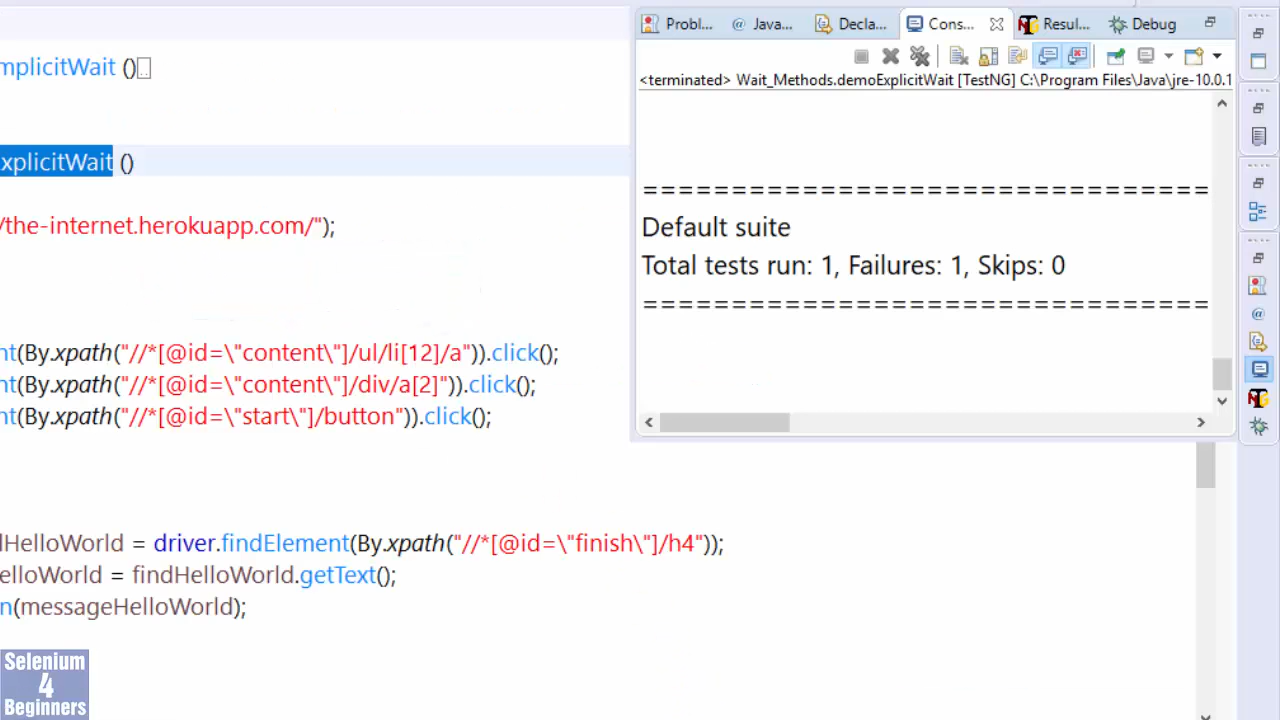 Probl...
Java...
Decla...
Cons...
Resul...
Debug
<terminated> Wait_Methods.demoExplicitWait [TestNG] C:\Program Files\Java\jre-10.0.1
===============================
Default suite
Total tests run: 1, Failures: 1, Skips: 0
===============================
mplicitWait ()
xplicitWait ()
/the-internet.herokuapp.com/");
nt(By.xpath("//*[@id=\"content\"]/ul/li[12]/a")).click();
nt(By.xpath("//*[@id=\"content\"]/div/a[2]")).click();
nt(By.xpath("//*[@id=\"start\"]/button")).click();
dHelloWorld = driver.findElement(By.xpath("//*[@id=\"finish\"]/h4"));
elloWorld = findHelloWorld.getText();
n(messageHelloWorld);
Selenium
4
Beginners